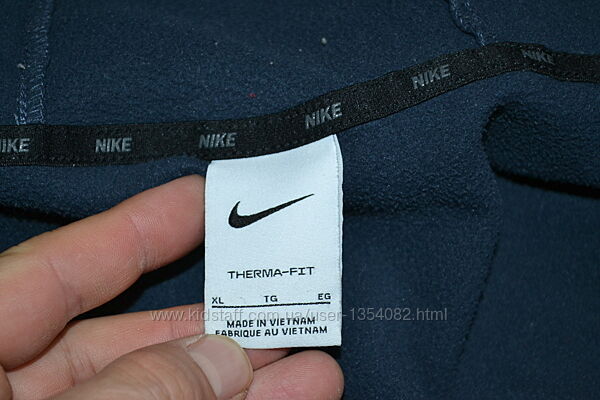 NIKE NIKE NIKE NIKE NIKE NIKE
THERMA-FIT
XL TG EG
www.kidstaff.com.ua/user-1354082.html
MADE IN VIETNAM
FABRIQUE AU VIETNAM